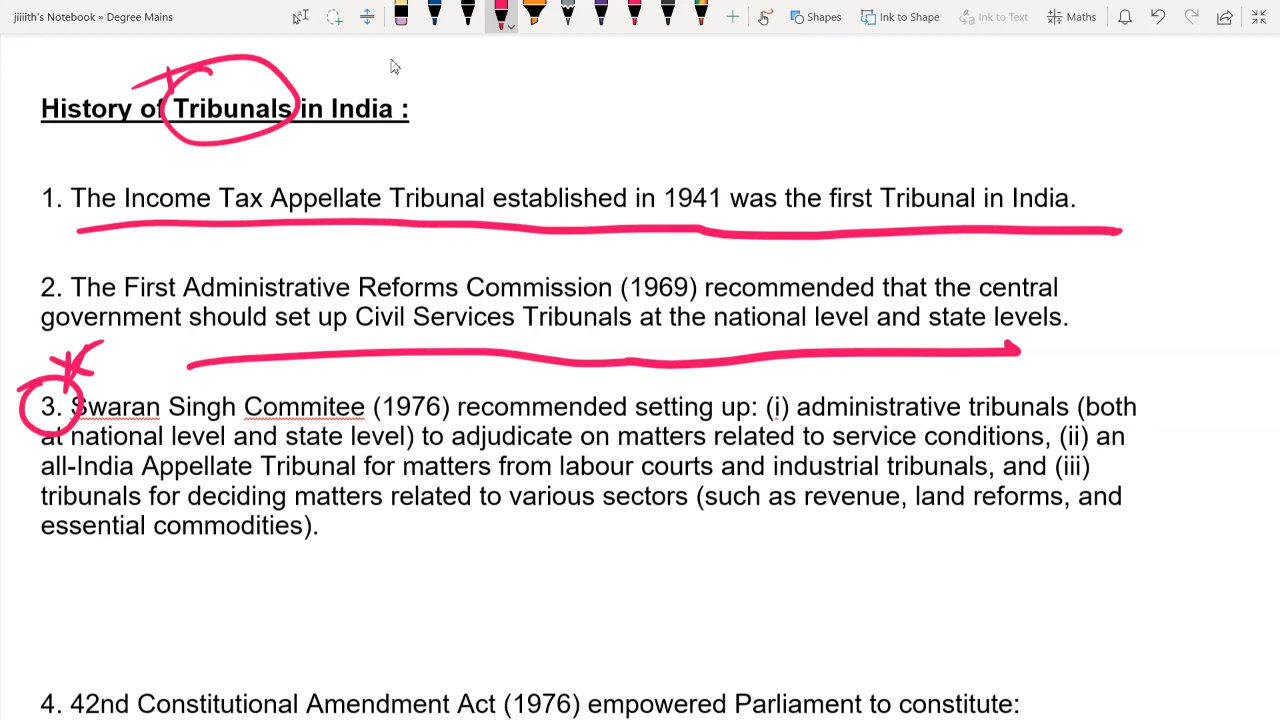 jiiiith's Notebook » Degree Mains
Shapes
Ink to Shape
Ink to Text
Maths
History of Tribunals in India :
1. The Income Tax Appellate Tribunal established in 1941 was the first Tribunal in India.
2. The First Administrative Reforms Commission (1969) recommended that the central
government should set up Civil Services Tribunals at the national level and state levels.
3. Swaran Singh Commitee (1976) recommended setting up: (i) administrative tribunals (both
at national level and state level) to adjudicate on matters related to service conditions, (ii) an
all-India Appellate Tribunal for matters from labour courts and industrial tribunals, and (iii)
tribunals for deciding matters related to various sectors (such as revenue, land reforms, and
essential commodities).
4. 42nd Constitutional Amendment Act (1976) empowered Parliament to constitute: